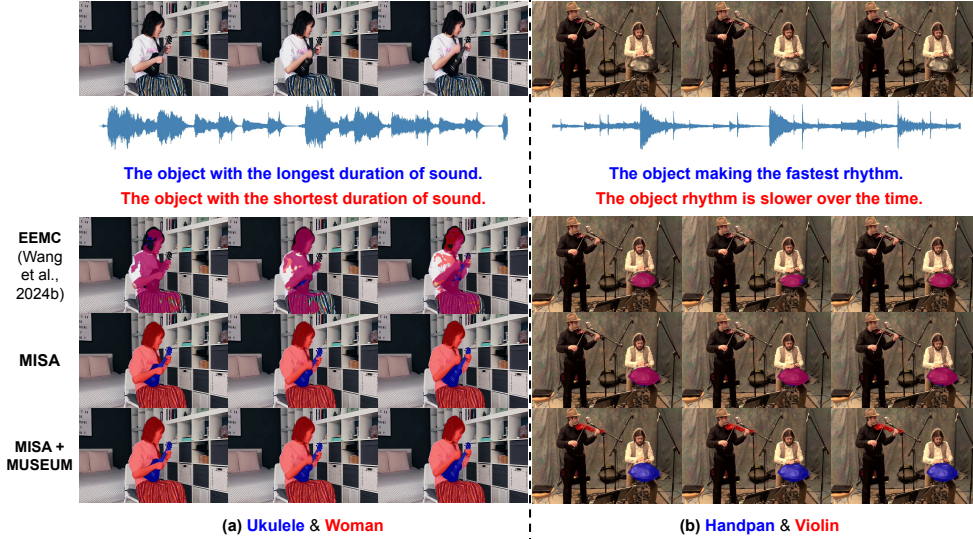 The object with the longest duration of sound.
The object with the shortest duration of sound.
The object making the fastest rhythm.
The object rhythm is slower over the time.
EEMC
(Wang
et al.,
2024b)
MISA
MISA +
MUSEUM
(a) Ukulele & Woman
(b) Handpan & Violin